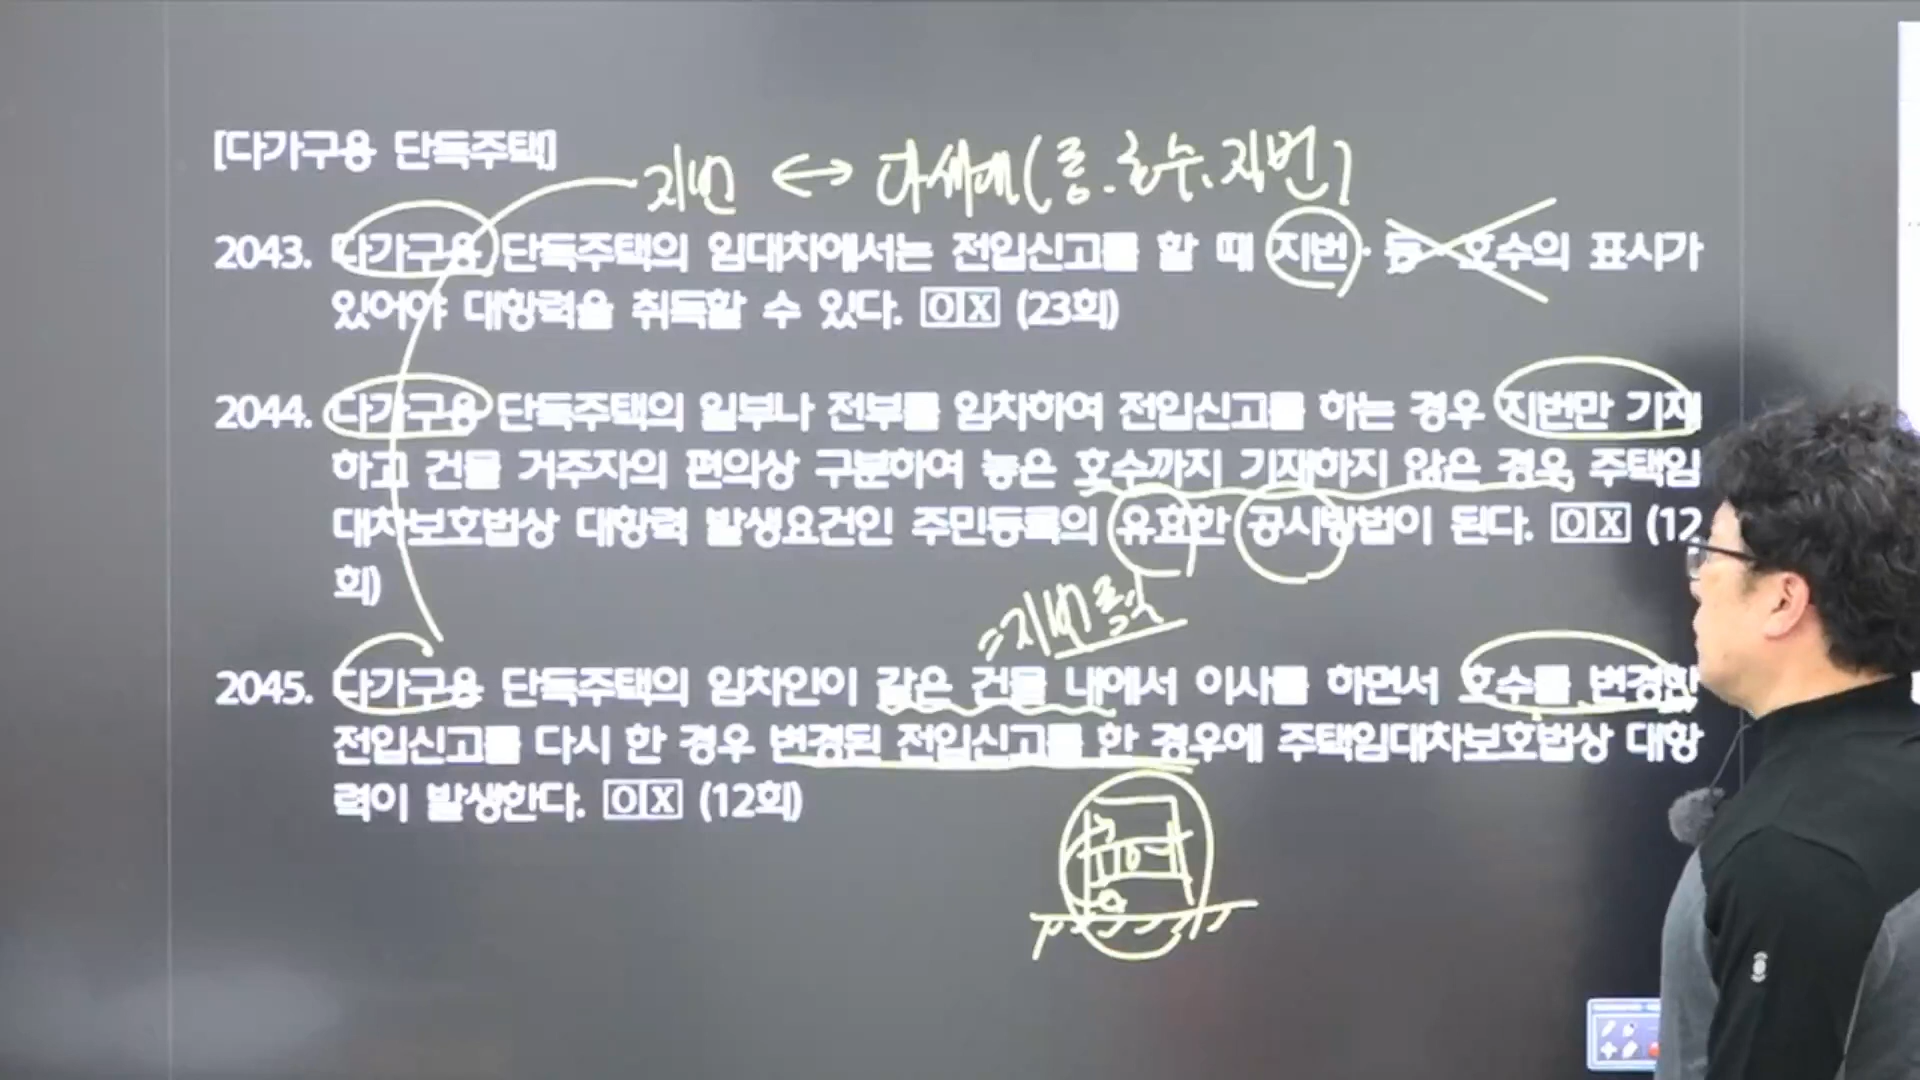 [다가구용 단독주택]
지번 ↔ 다세대(동.호수.지번)
2043. 다가구용 단독주택의 임대차에서는 전입신고를 할 때 지번·동·호수의 표시가
있어야 대항력을 취득할 수 있다. O X (23회)
2044. 다가구용 단독주택의 일부나 전부를 임차하여 전입신고를 하는 경우 지번만 기재
하고 건물 거주자의 편의상 구분하여 놓은 호수까지 기재하지 않은 경우, 주택임
대차보호법상 대항력 발생요건인 주민등록의 유효한 공시방법이 된다. O X (12
회)
=지번
2045. 다가구용 단독주택의 임차인이 같은 건물 내에서 이사를 하면서 호수를 변경한
전입신고를 다시 한 경우 변경된 전입신고를 한 경우에 주택임대차보호법상 대항
력이 발생한다. O X (12회)